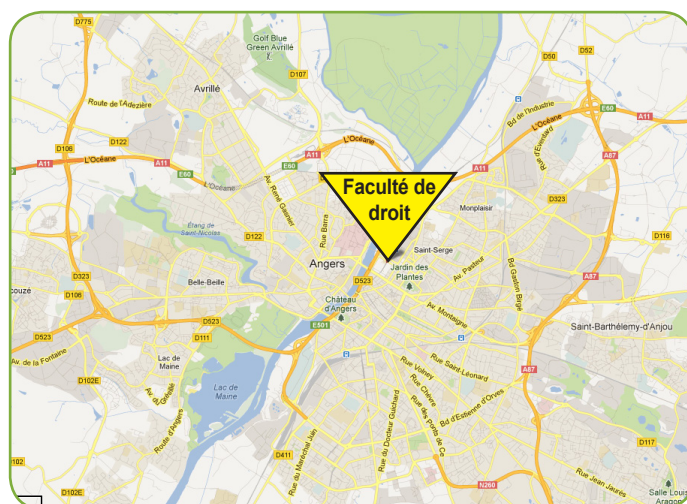 D775
Golf Blue
Green Avrillé
D50
D52
Avrillé
D107
Route de l'Adezière
Bd de l'Industrie
E60
L'Océane
A11
D106
D122
L'Océane
A11
L'Océane
E60
A11
A11
A87
Rue d'Eventard
E60
L'Océane
Av. René Gasnier
Faculté de
droit
Monplaisir
D323
Étang de
Saint-Nicolas
D122
Rue Barra
Saint-Serge
D116
Angers
Jardin des
Plantes
Av. Pasteur
Bd Gaston Birgé
D323
Belle-Beille
D523
couzé
D106
Château
d'Angers
Av. Montaigne
D523
D523
E501
Saint-Barthélemy-d'Anjou
D111
Av. de la Fontaine
Lac de
Maine
Rue Saint-Léonard
A87
D102E
Rue Volney
Lac de
Maine
Rue Chèvre
Bd d'Estienne d'Orves
Route d'Angers
Rue des Ponts de Cé
Rue du Docteur Guichard
D117
D411
Rue du Maréchal Juin
D102
N260
Rue Jean Jaurès
D102E
Salle Louis
Aragon